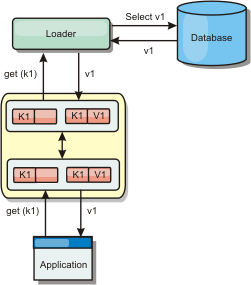 Select v1
Loader
v1
Database
get (k1)
v1
K1 K1 V1
K1 K1 V1
get (k1)
v1
Application